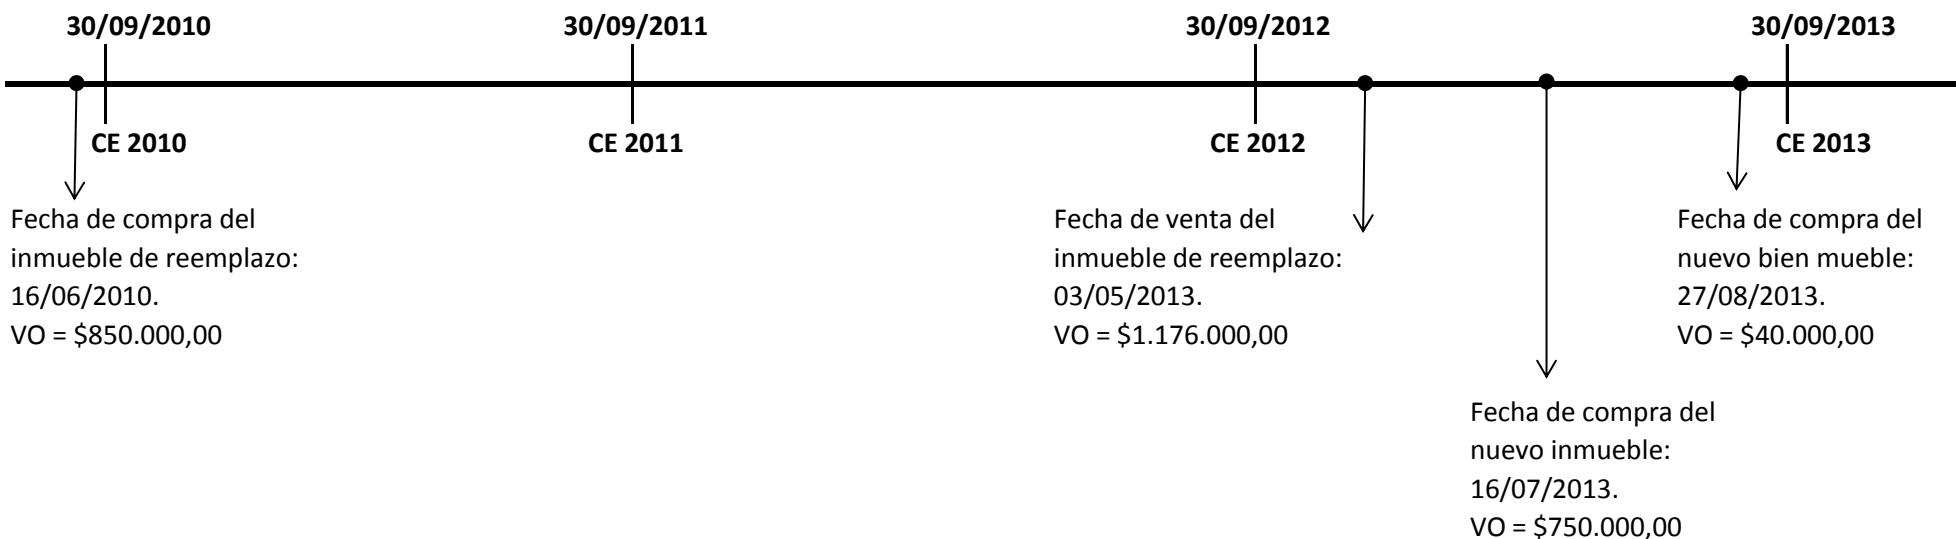 30/09/2010
30/09/2011
30/09/2012
30/09/2013
CE 2010
CE 2011
CE 2012
CE 2013
Fecha de compra del
inmueble de reemplazo:
16/06/2010.
VO = $850.000,00
Fecha de venta del
inmueble de reemplazo:
03/05/2013.
VO = $1.176.000,00
Fecha de compra del
nuevo bien mueble:
27/08/2013.
VO = $40.000,00
Fecha de compra del
nuevo inmueble:
16/07/2013.
VO = $750.000,00